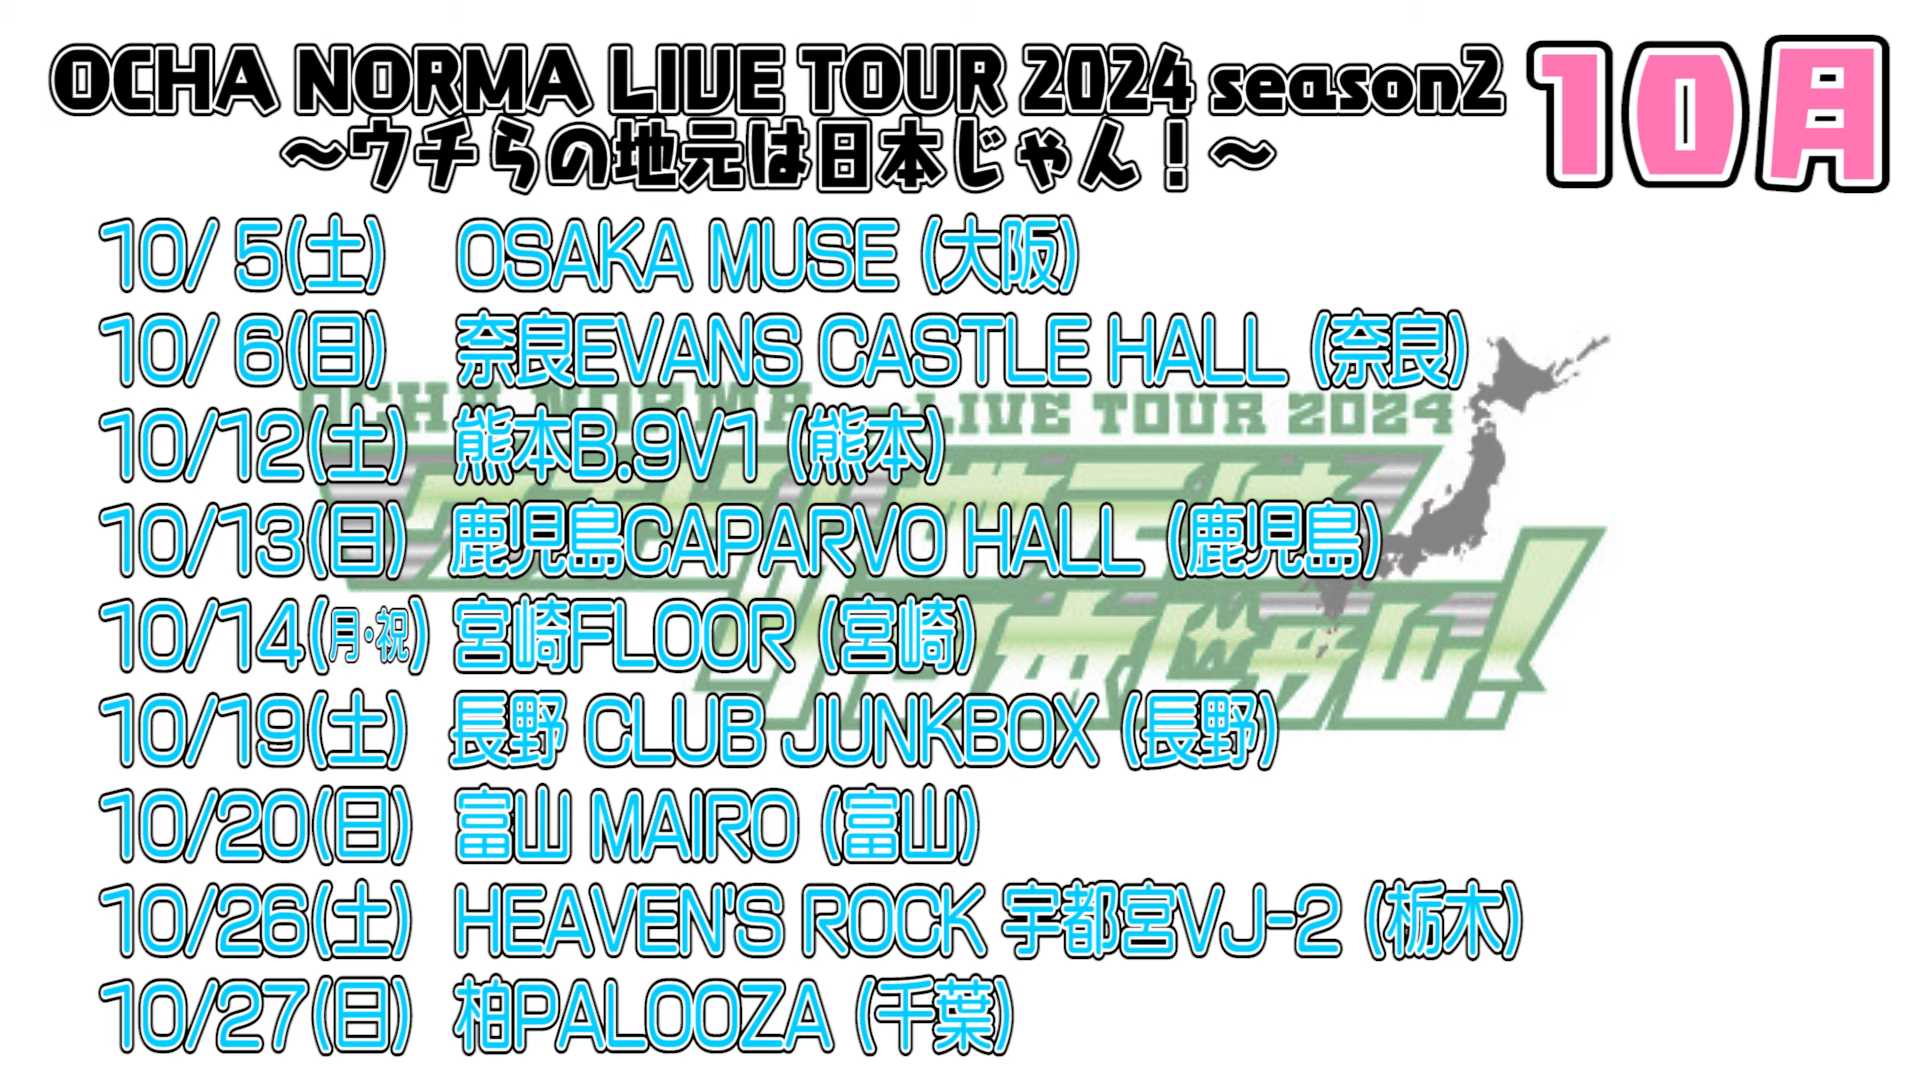 OCHA NORMA LIVE TOUR 2024 season2
～ウチらの地元は日本じゃん！～
10月
10/ 5(土) OSAKA MUSE (大阪)
10/ 6(日) 奈良EVANS CASTLE HALL (奈良)
10/12(土) 熊本B.9V1 (熊本)
10/13(日) 鹿児島CAPARVO HALL (鹿児島)
10/14(月・祝) 宮崎FLOOR (宮崎)
10/19(土) 長野 CLUB JUNKBOX (長野)
10/20(日) 富山 MAIRO (富山)
10/26(土) HEAVEN'S ROCK 宇都宮VJ-2 (栃木)
10/27(日) 柏PALOOZA (千葉)
OCHA NORMA LIVE TOUR 2024